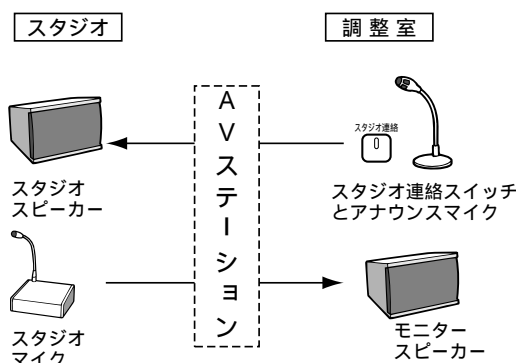 スタジオ
調整室
AVステーション
スタジオ連絡
スタジオ
スピーカー
スタジオ連絡スイッチ
とアナウンスマイク
スタジオ
マイク
モニター
スピーカー